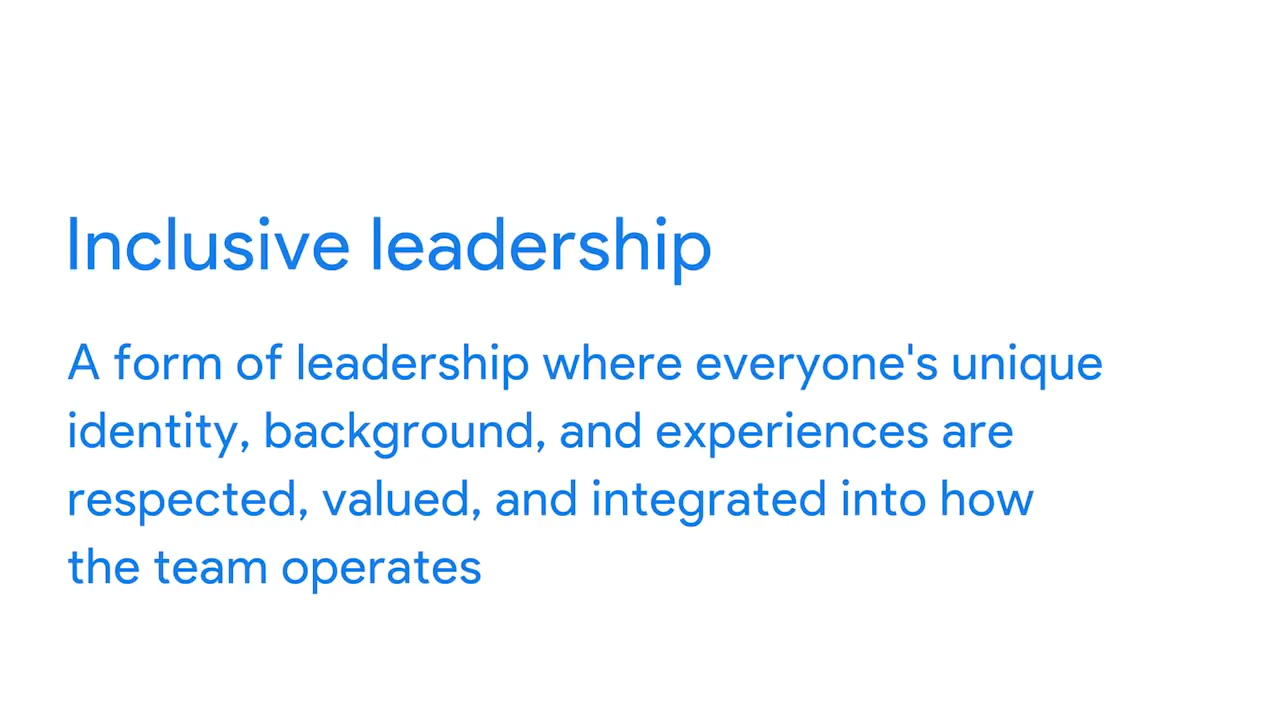 Inclusive leadership
A form of leadership where everyone's unique
identity, background, and experiences are
respected, valued, and integrated into how
the team operates